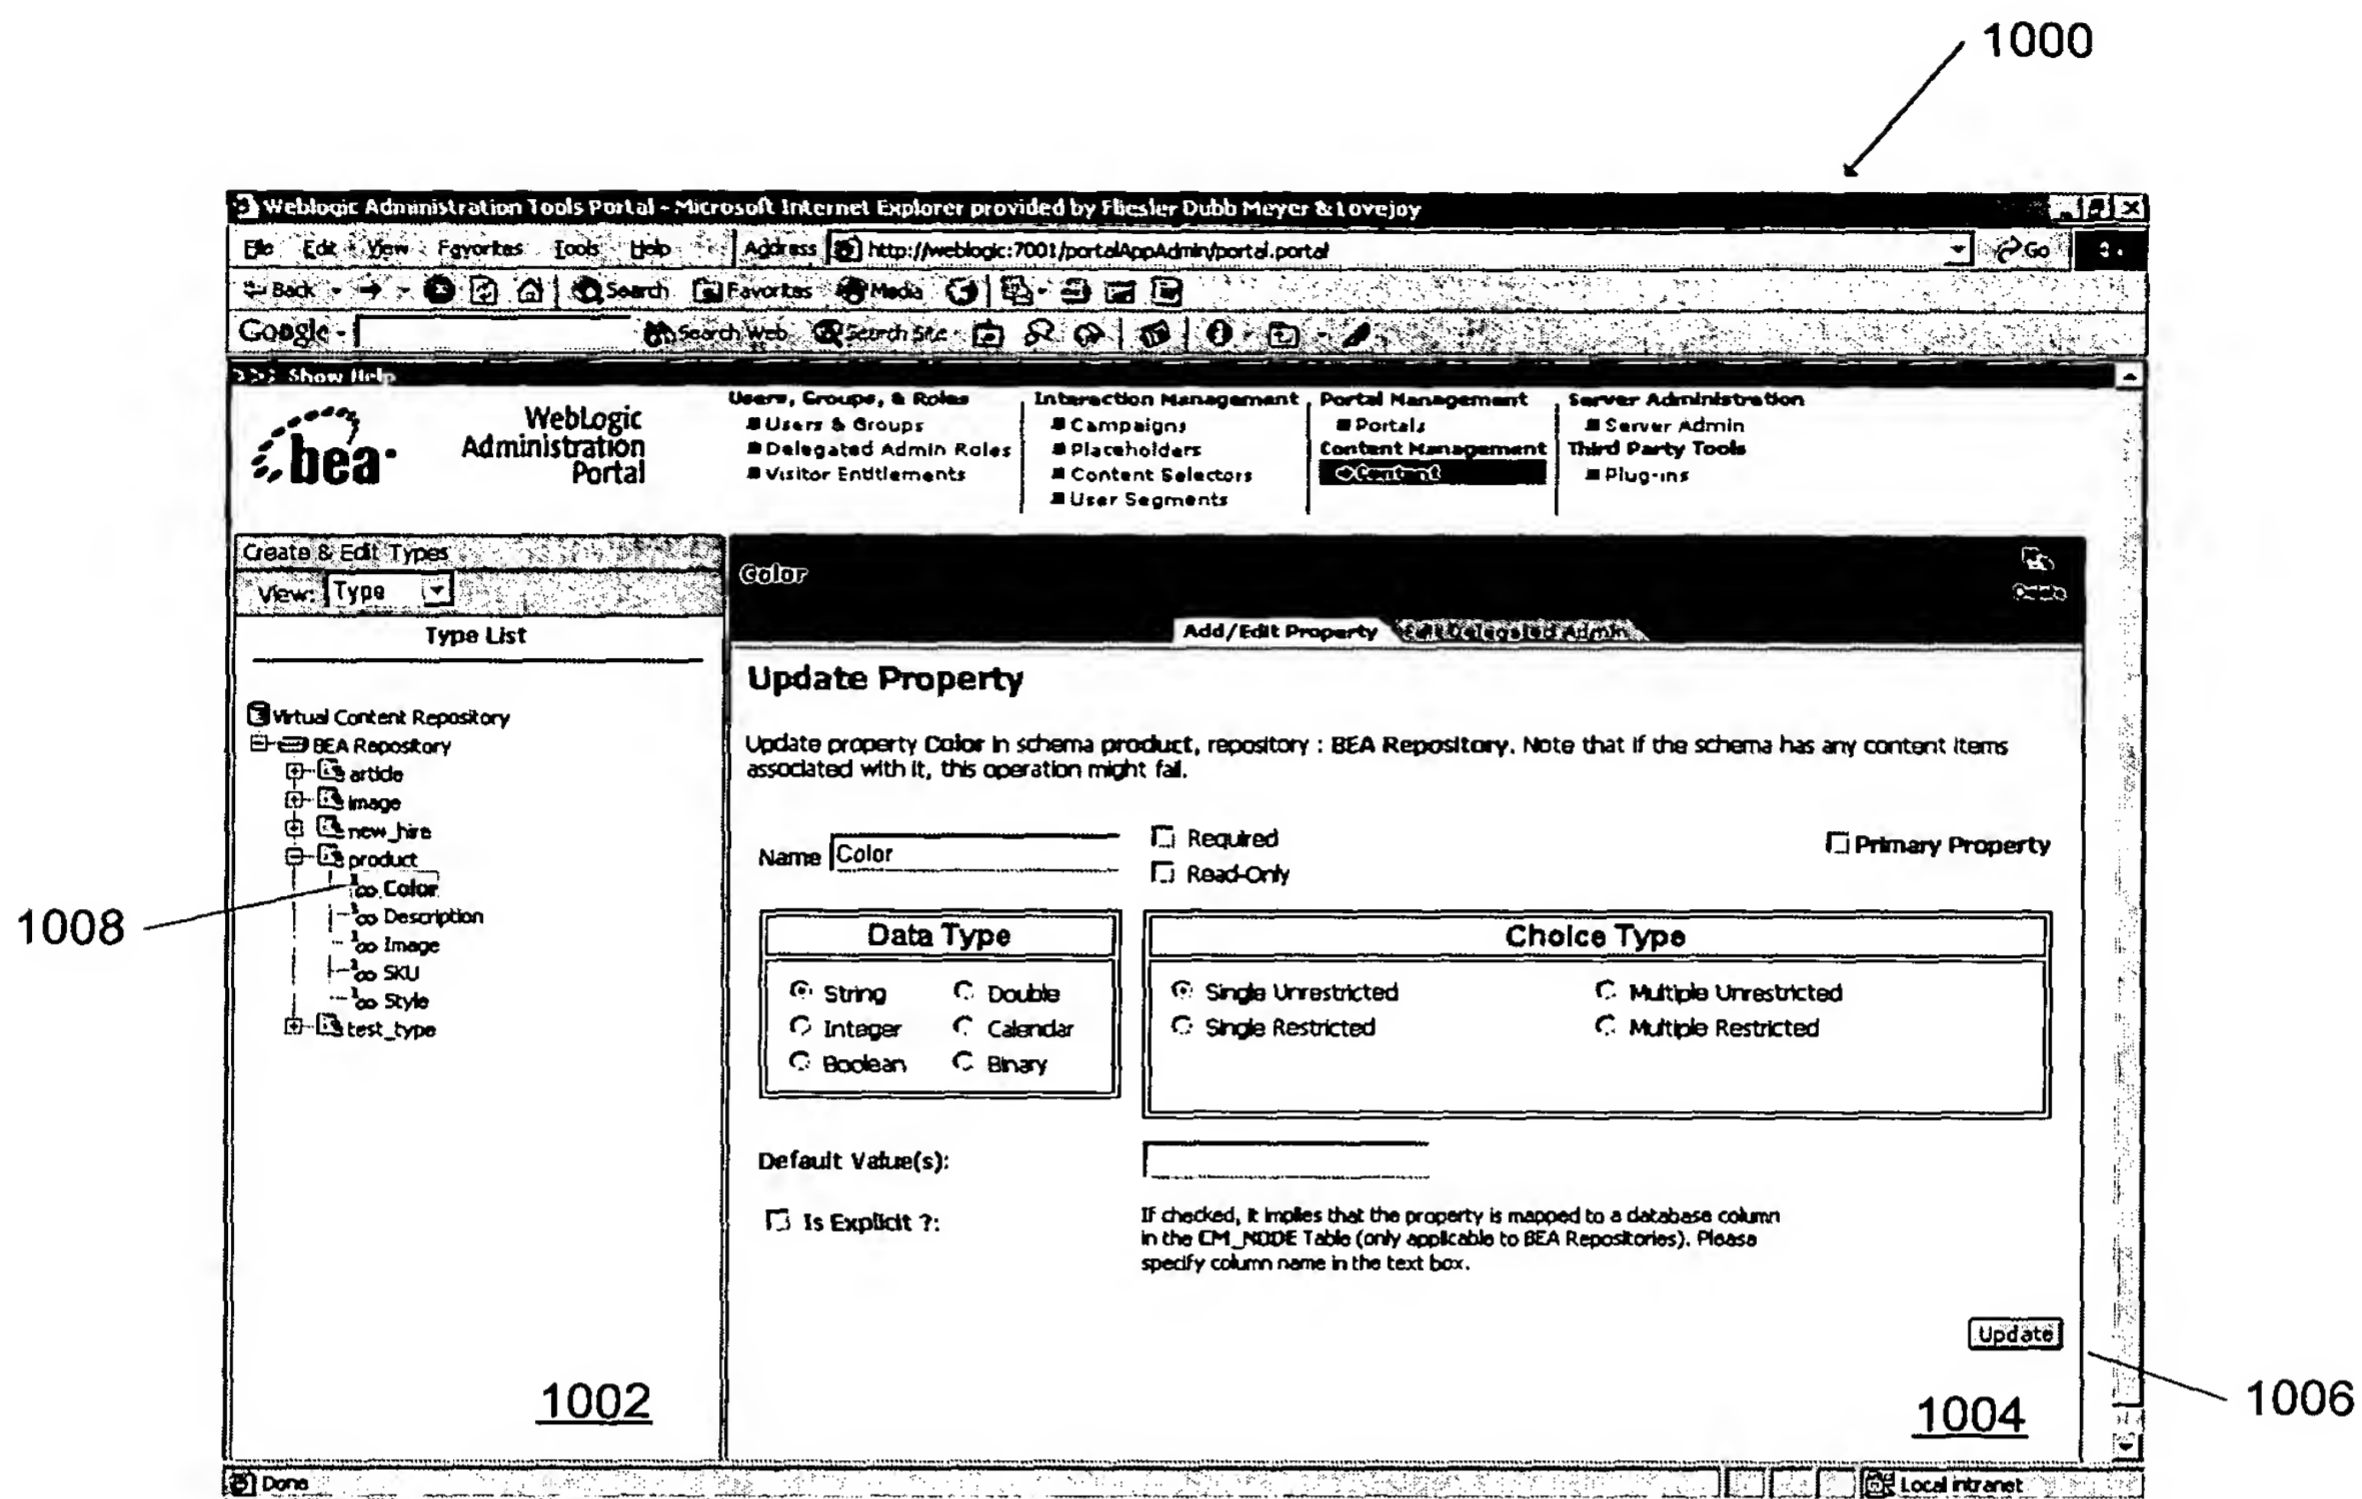 1000
Weblogic Administration Tools Portal - Microsoft Internet Explorer provided by Fliesler Dubb Meyer & Lovejoy
File Edit View Favorites Tools Help Address http://weblogic:7001/portalAppAdmin/portal.portal Go
Back Search Favorites Media
Google Search Web Search Site
>>> Show Help
bea
WebLogic
Administration
Portal
Users, Groups, & Roles
Users & Groups
Delegated Admin Roles
Visitor Entitlements
Interaction Management
Campaigns
Placeholders
Content Selectors
User Segments
Portal Management
Portals
Content Management
Content
Server Administration
Server Admin
Third Party Tools
Plug-ins
Create & Edit Types
View: Type
Type List
Virtual Content Repository
BEA Repository
article
image
new_hire
product
Color
Description
Image
SKU
Style
test_type
1008
1002
Color
Delete
Add/Edit Property Edit Delegated Admin
Update Property
Update property Color in schema product, repository : BEA Repository. Note that if the schema has any content items
associated with it, this operation might fail.
Name Color
Required
Read-Only
Primary Property
Data Type
String Double
Integer Calendar
Boolean Binary
Choice Type
Single Unrestricted Multiple Unrestricted
Single Restricted Multiple Restricted
Default Value(s):
Is Explicit ?:
If checked, it implies that the property is mapped to a database column
in the CM_NODE Table (only applicable to BEA Repositories). Please
specify column name in the text box.
Update
1004
1006
Done Local intranet